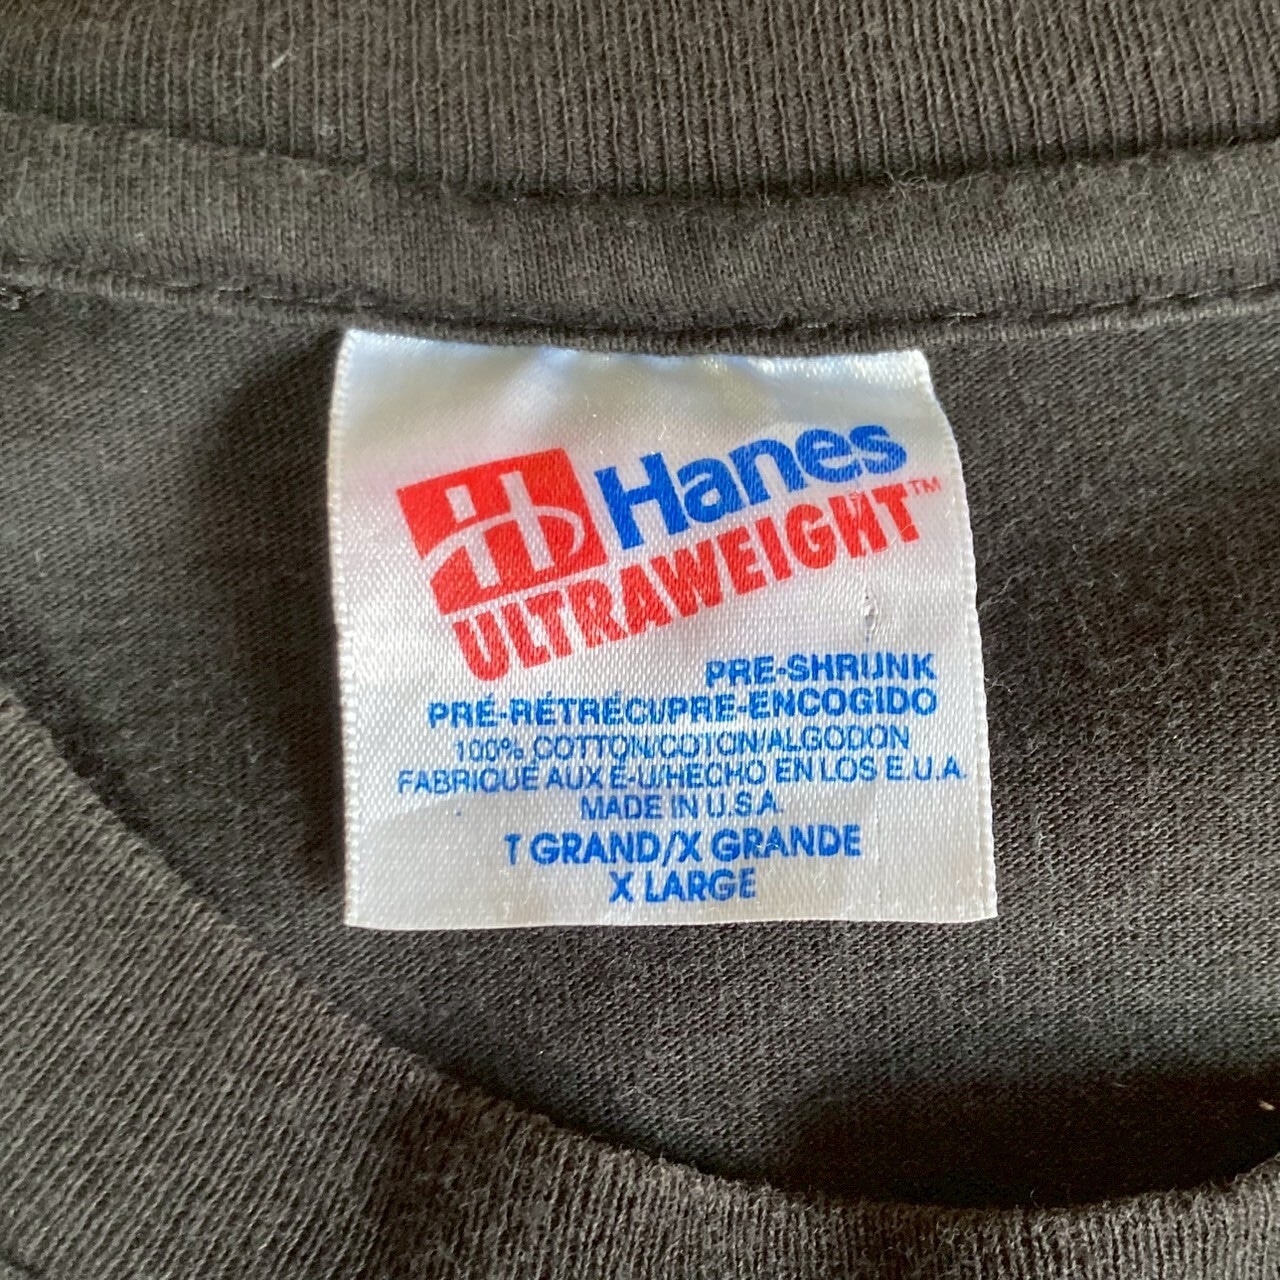 Hanes
ULTRAWEIGHT™
PRE-SHRUNK
PRÉ-RÉTRÉCI/PRE-ENCOGIDO
100% COTTON/COTON/ALGODON
FABRIQUE AUX É-U/HECHO EN LOS E.U.A.
MADE IN U.S.A.
T GRAND/X GRANDE
X LARGE